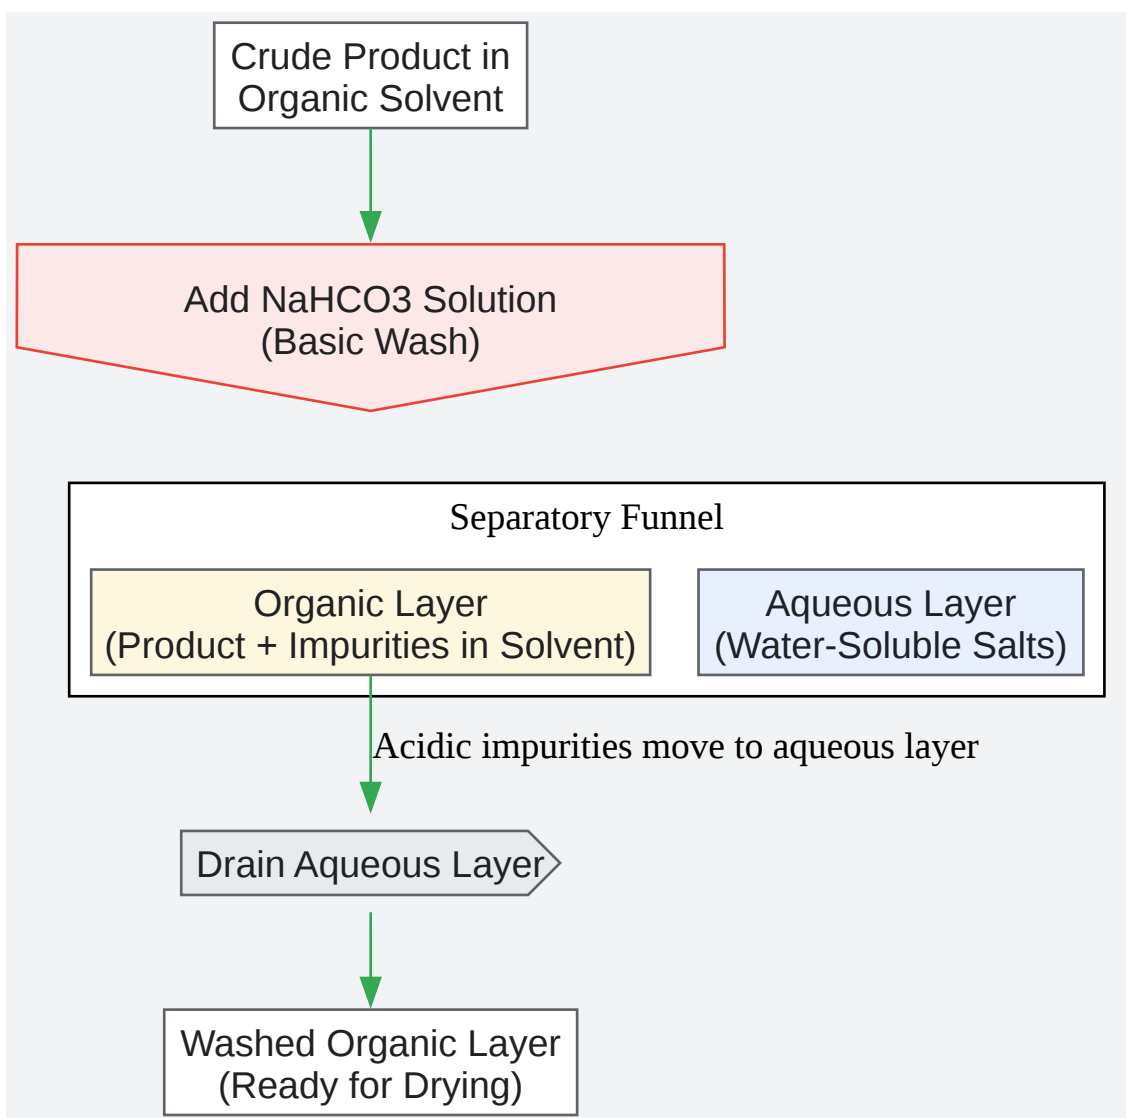 Crude Product in
Organic Solvent
Add NaHCO3 Solution
(Basic Wash)
Separatory Funnel
Organic Layer
(Product + Impurities in Solvent)
Aqueous Layer
(Water-Soluble Salts)
Acidic impurities move to aqueous layer
Drain Aqueous Layer
Washed Organic Layer
(Ready for Drying)